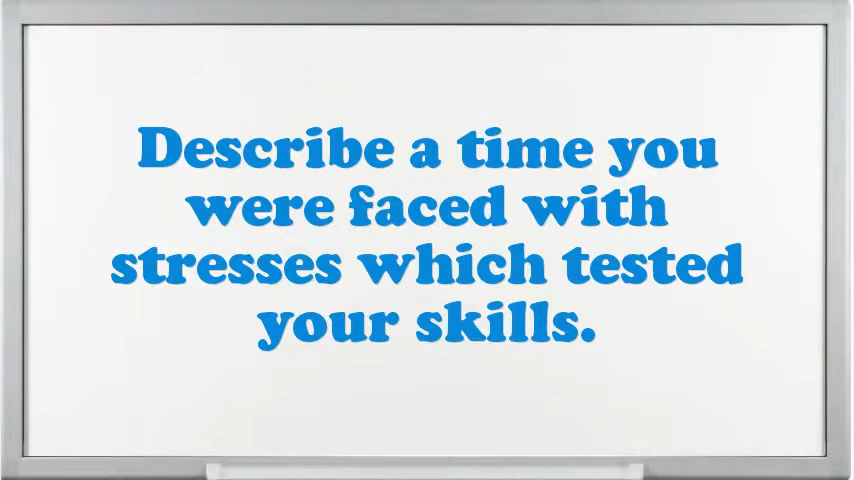 Describe a time you
were faced with
stresses which tested
your skills.